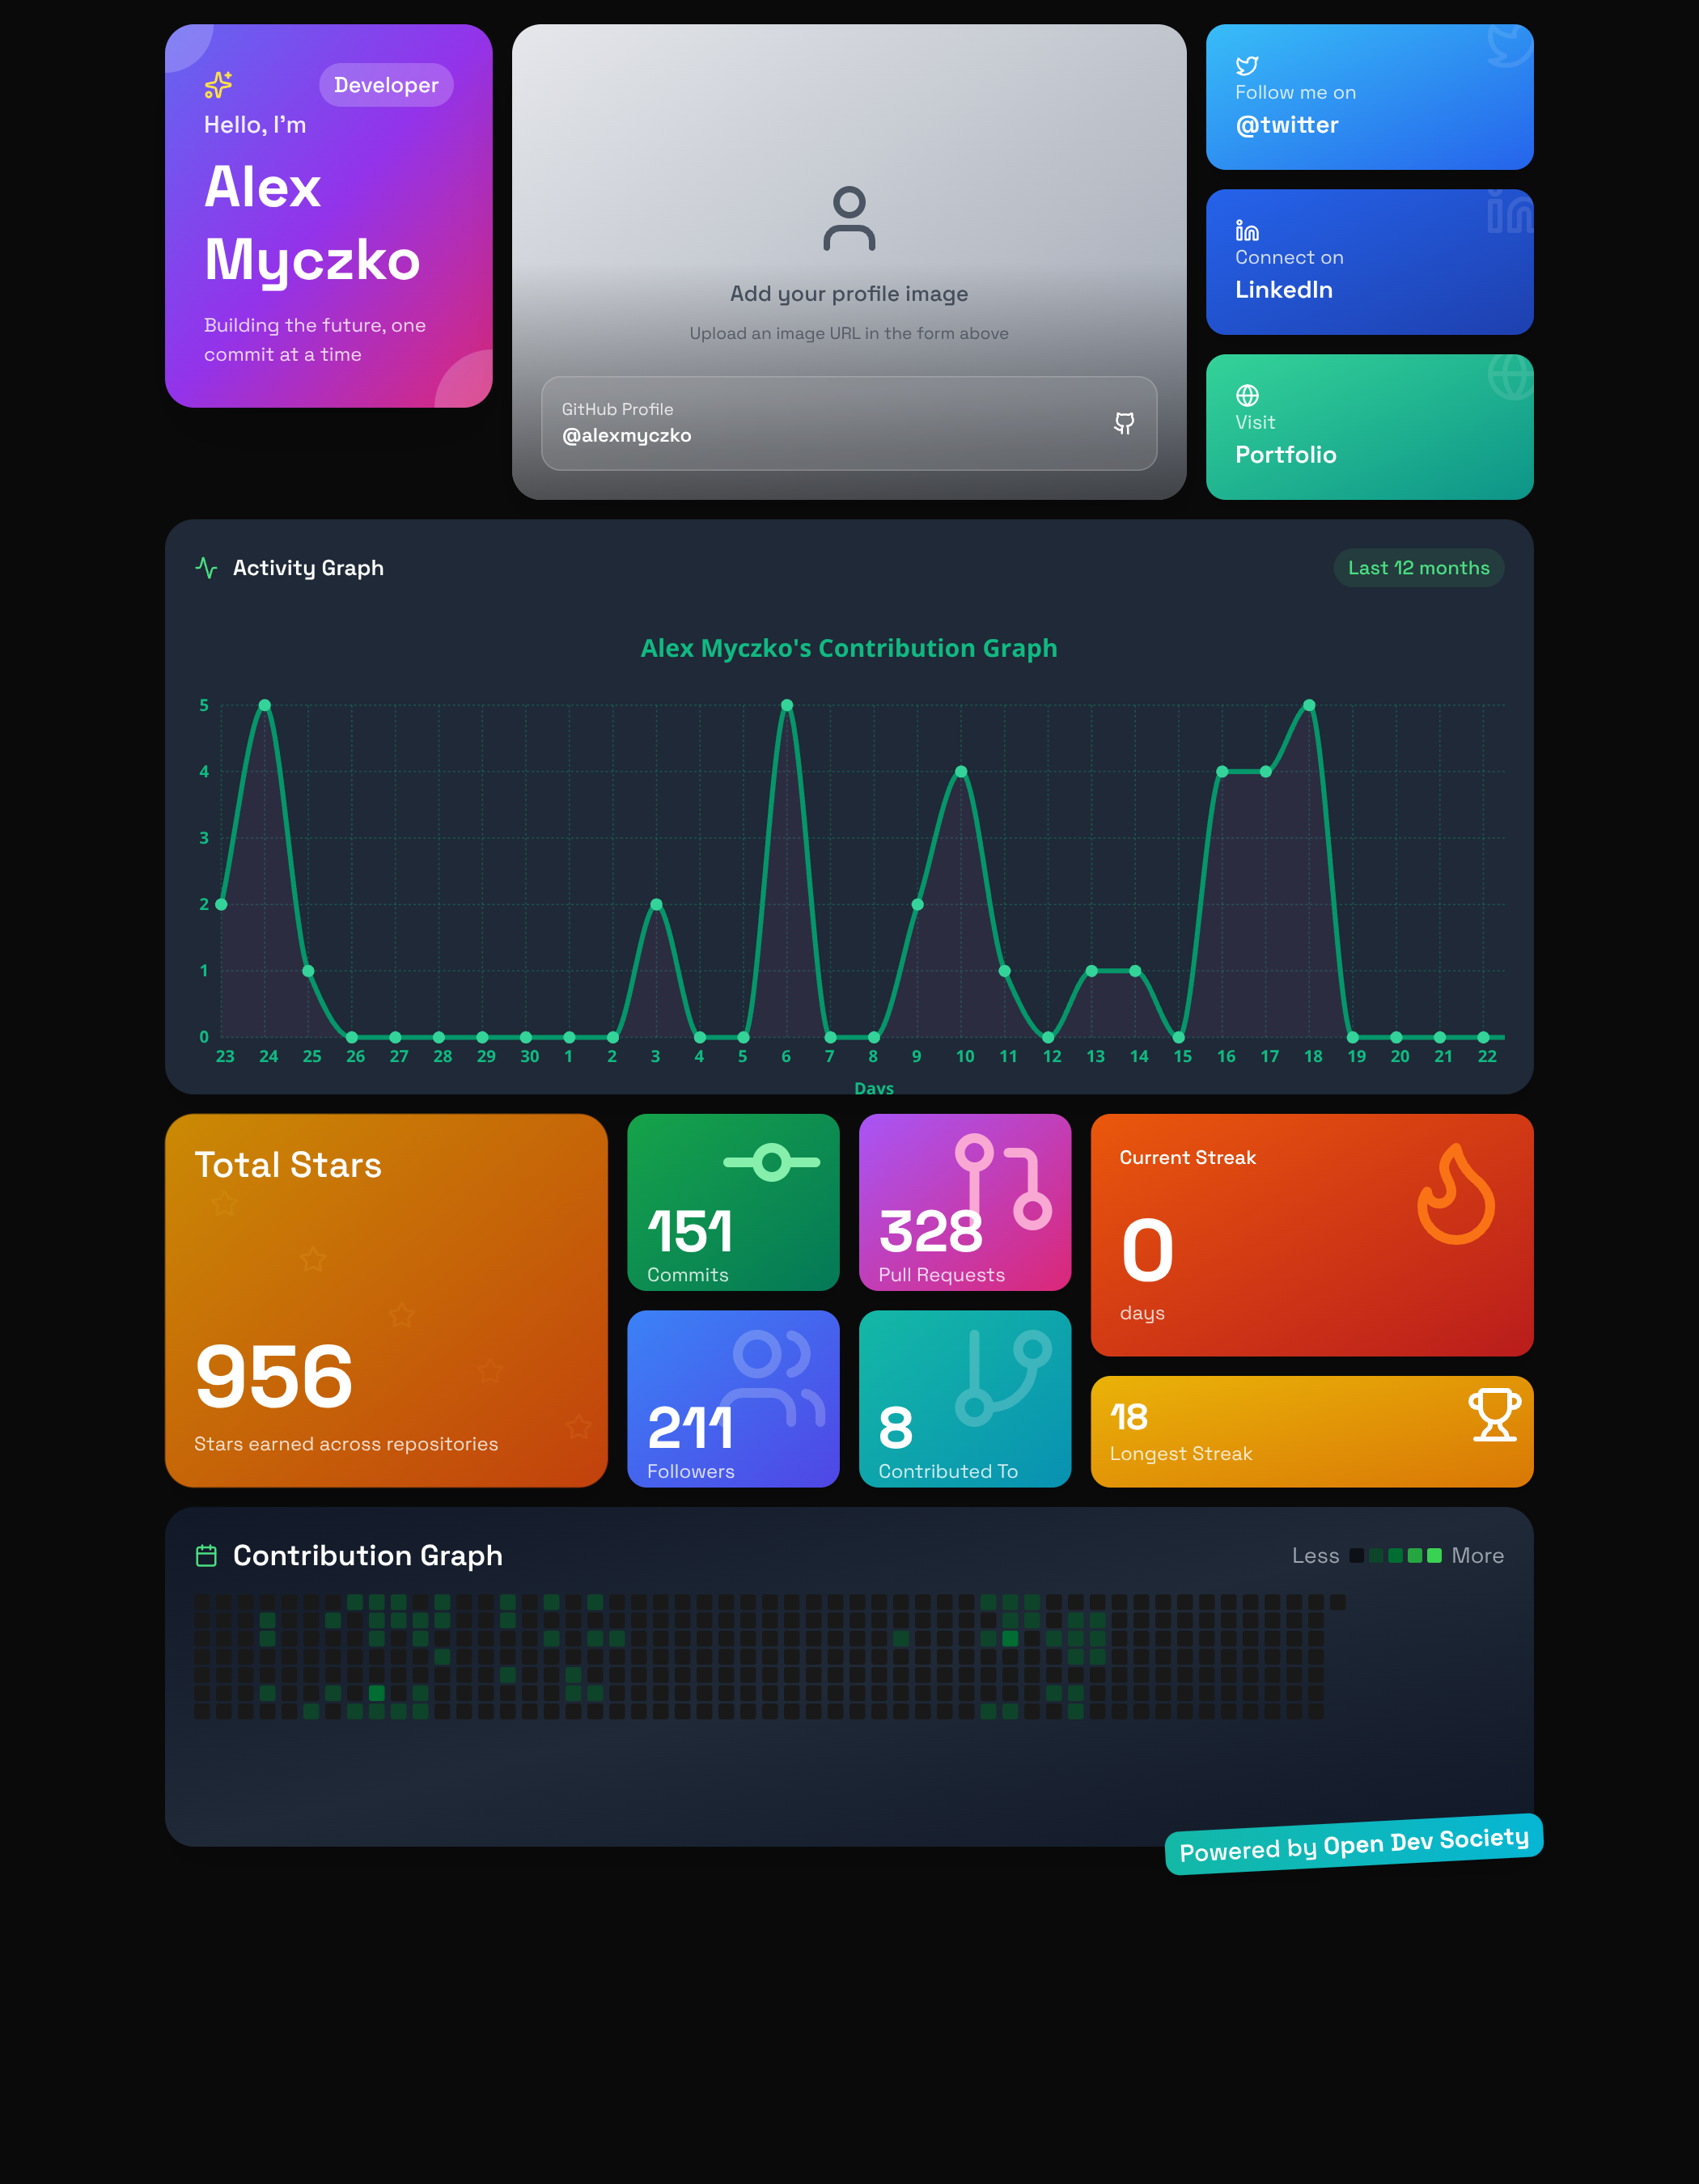 Developer
Hello, I'm
Alex
Myczko
Building the future, one
commit at a time
Add your profile image
Upload an image URL in the form above
GitHub Profile
@alexmyczko
Follow me on
@twitter
Connect on
LinkedIn
Visit
Portfolio
Activity Graph
Last 12 months
Alex Myczko's Contribution Graph
5
4
3
2
1
0
23 24 25 26 27 28 29 30 1 2 3 4 5 6 7 8 9 10 11 12 13 14 15 16 17 18 19 20 21 22
Days
Total Stars
956
Stars earned across repositories
151
Commits
328
Pull Requests
211
Followers
8
Contributed To
Current Streak
0
days
18
Longest Streak
Contribution Graph
Less More
Powered by Open Dev Society